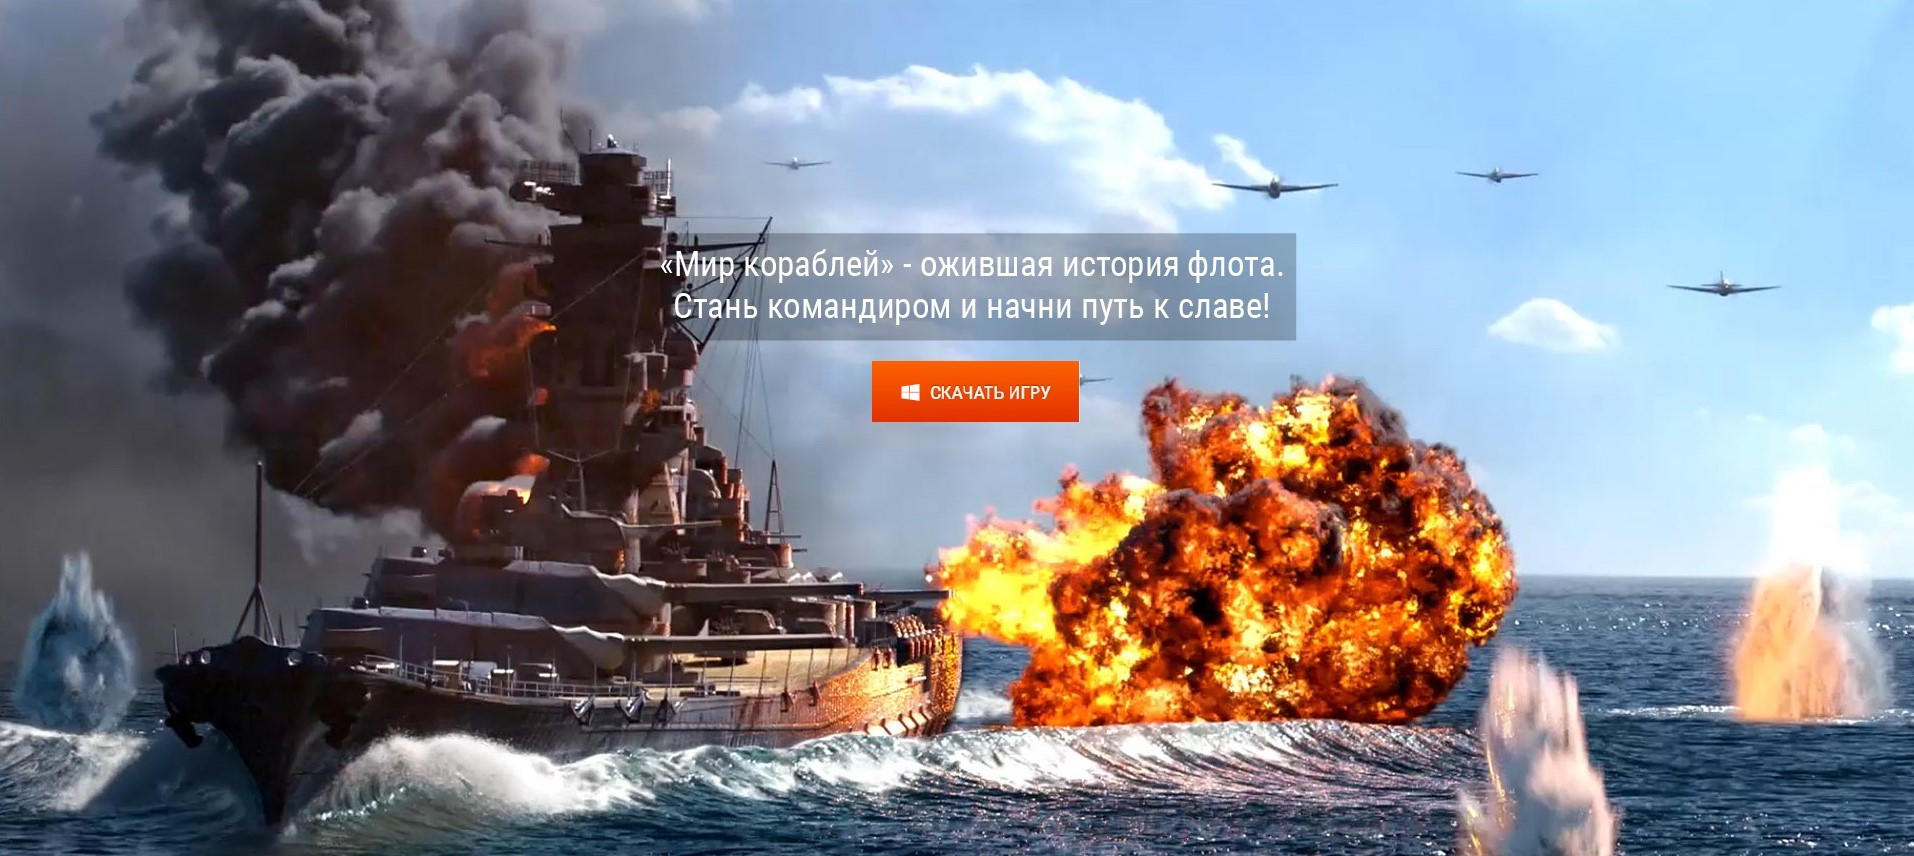 «Мир кораблей» - ожившая история флота.
Стань командиром и начни путь к славе!
СКАЧАТЬ ИГРУ